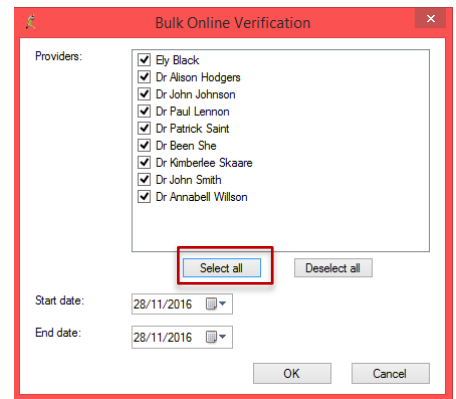 Bulk Online Verification
Providers:
Ely Black
Dr Alison Hodgers
Dr John Johnson
Dr Paul Lennon
Dr Patrick Saint
Dr Been She
Dr Kimberlee Skaare
Dr John Smith
Dr Annabell Willson
Select all Deselect all
Start date: 28/11/2016
End date: 28/11/2016
OK Cancel